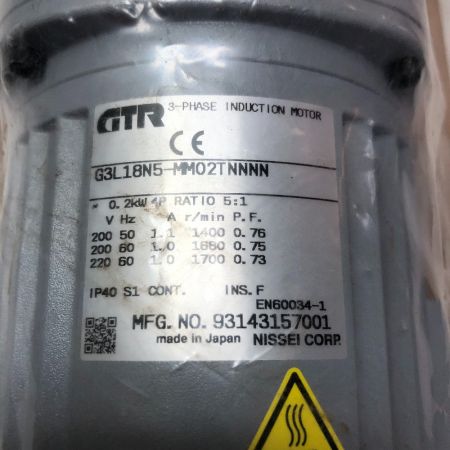 GTR 3-PHASE INDUCTION MOTOR
CE
G3L18N5-MM02TNNNN
0.2kW 4P RATIO 5:1
V Hz A r/min P.F.
200 50 1.1 1400 0.76
200 60 1.0 1680 0.75
220 60 1.0 1700 0.73
IP40 S1 CONT. INS.F
EN60034-1
MFG. NO. 93143157001
made in Japan NISSEI CORP.